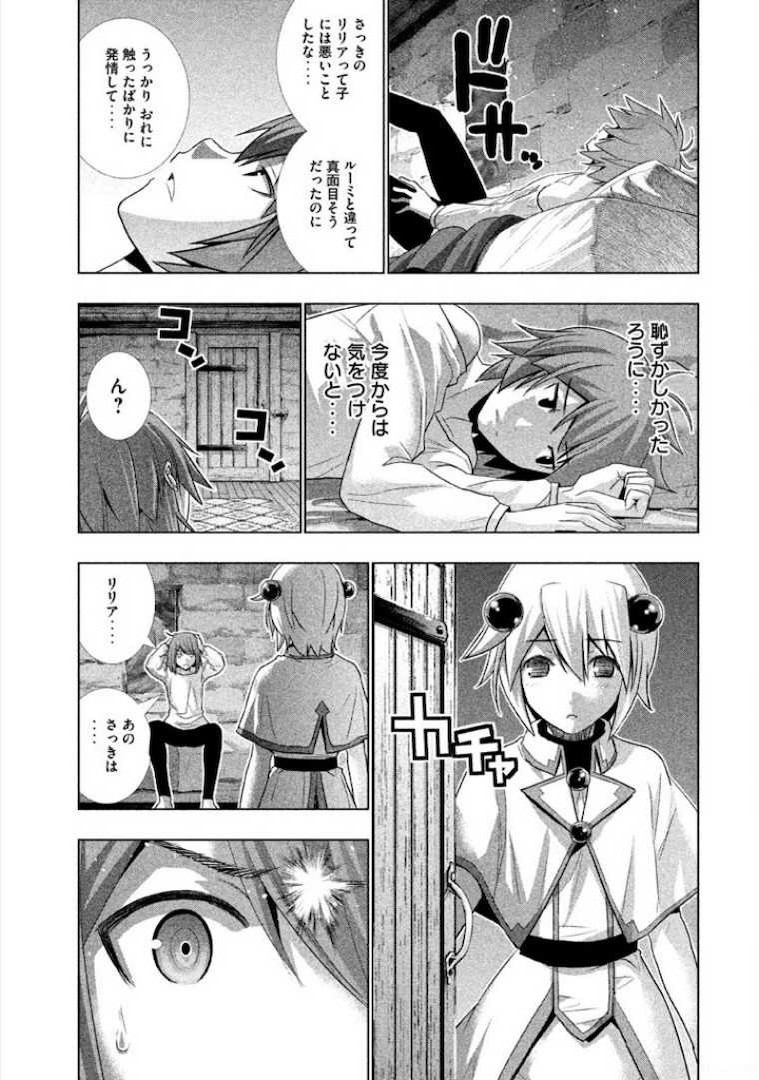 ドキ
さっきの
リリアって子
には悪いこと
したな‥‥
ルーミと違って
真面目そう
だったのに
うっかり おれに
触ったばかりに
発情して‥‥
恥ずかしかった
ろうに‥‥
今度からは
気をつけ
ないと‥‥
コン
コン
ん?
ガチャ
リリア‥‥
あの
さっきは
‥‥